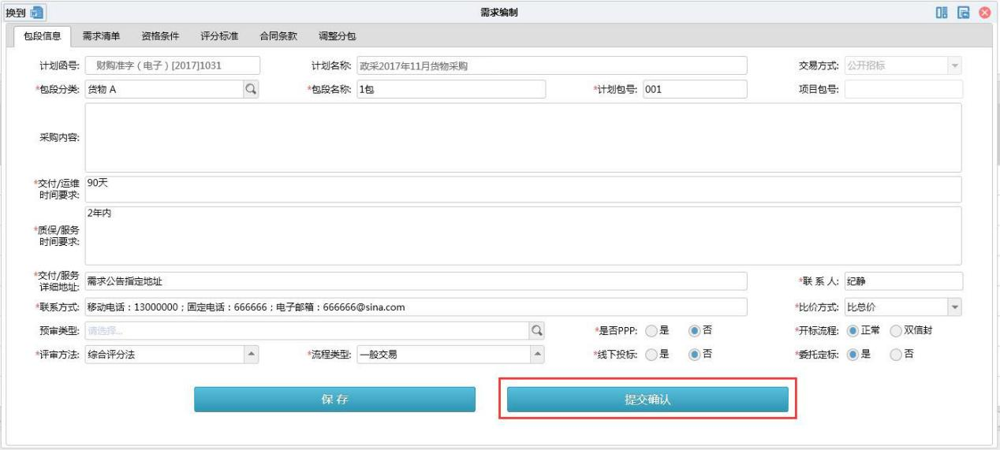 换到
需求编制
包段信息 需求清单 资格条件 评分标准 合同条款 调整分包
计划函号: 财购准字（电子）[2017]1031 计划名称: 政采2017年11月货物采购 交易方式: 公开招标
*包段分类: 货物 A *包段名称: 1包 *计划包号: 001 项目包号:
采购内容:
*交付/运维 90天
时间要求:
2年内
*质保/服务
时间要求:
*交付/服务
详细地址: 需求公告指定地址 *联 系 人: 纪静
*联系方式: 移动电话：13000000；固定电话：666666；电子邮箱：666666@sina.com *比价方式: 比总价
预审类型: 请选择... *是否PPP: 是 否 *开标流程: 正常 双信封
*评审方法: 综合评分法 *流程类型: 一般交易 *线下投标: 是 否 *委托定标: 是 否
保 存 提交确认